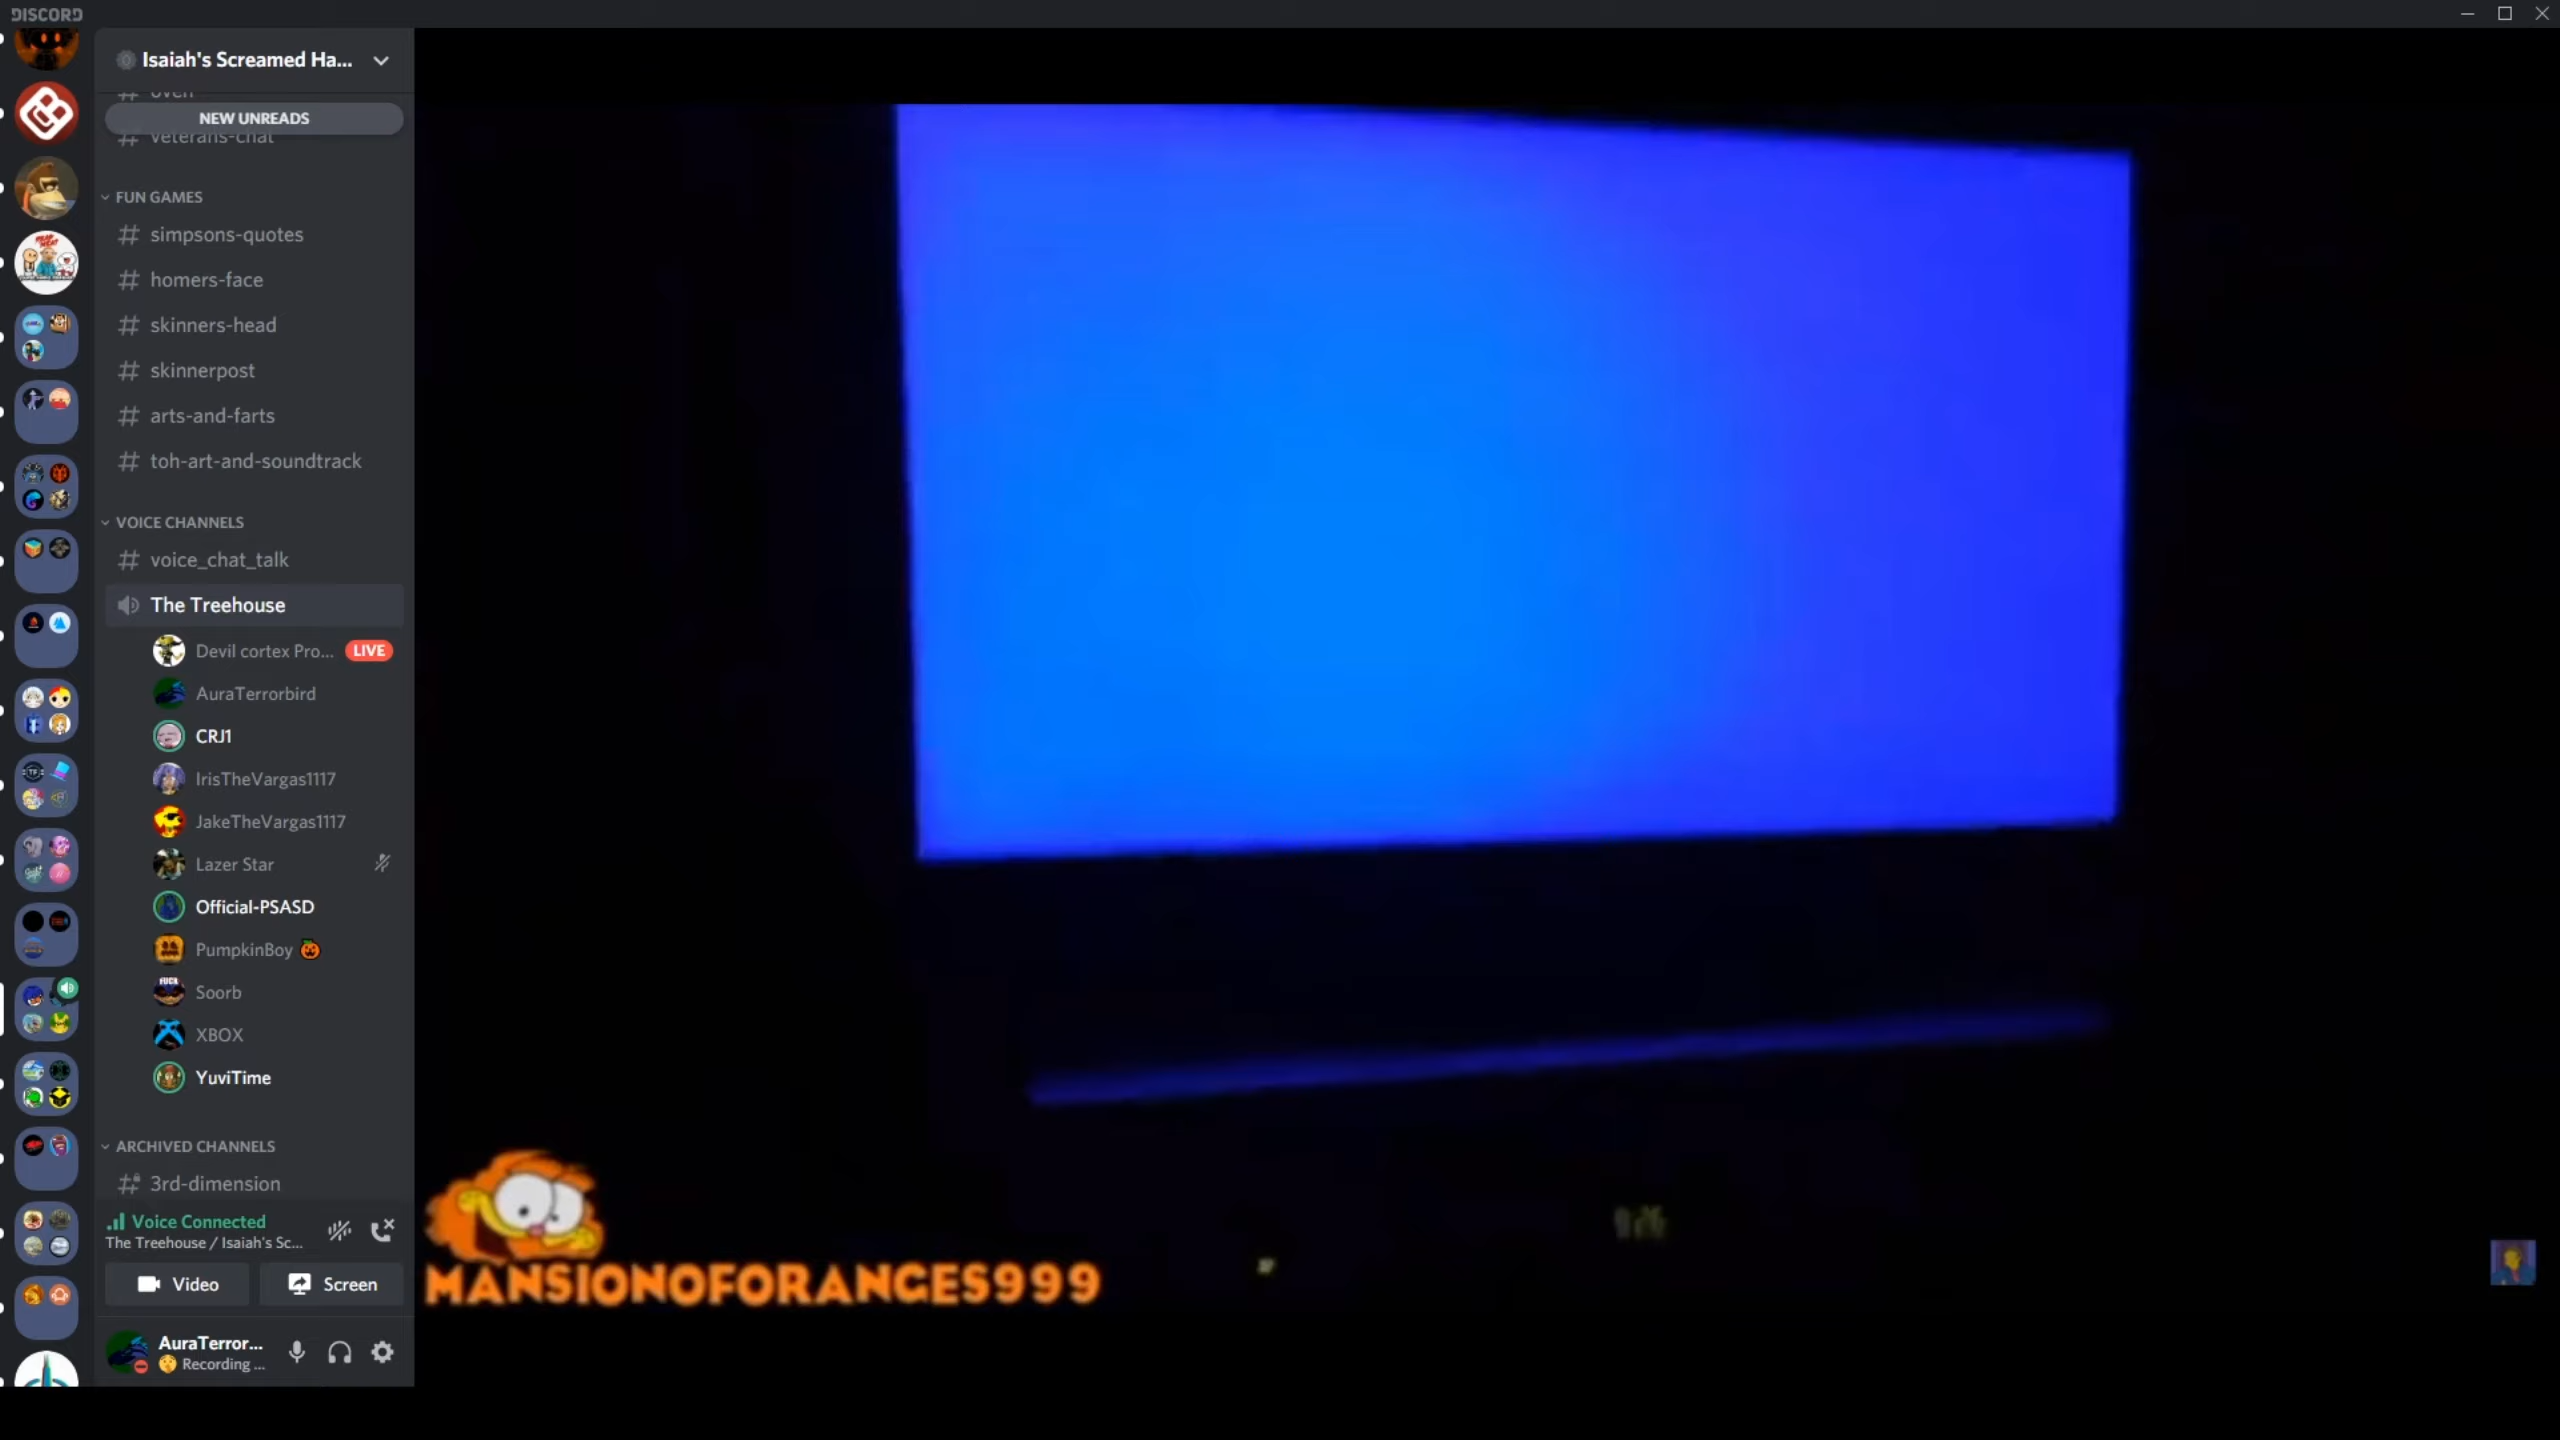 DISCORD
Isaiah's Screamed Ha...
oven
NEW UNREADS
veterans-chat
FUN GAMES
simpsons-quotes
homers-face
skinners-head
skinnerpost
arts-and-farts
toh-art-and-soundtrack
VOICE CHANNELS
voice_chat_talk
The Treehouse
Devil cortex Pro... LIVE
AuraTerrorbird
CRJ1
IrisTheVargas1117
JakeTheVargas1117
Lazer Star
Official-PSASD
PumpkinBoy 🎃
Soorb
XBOX
YuviTime
ARCHIVED CHANNELS
3rd-dimension
Voice Connected
The Treehouse / Isaiah's Sc...
Video Screen
AuraTerror...
🤫 Recording ...
MANSIONOFORANGES999